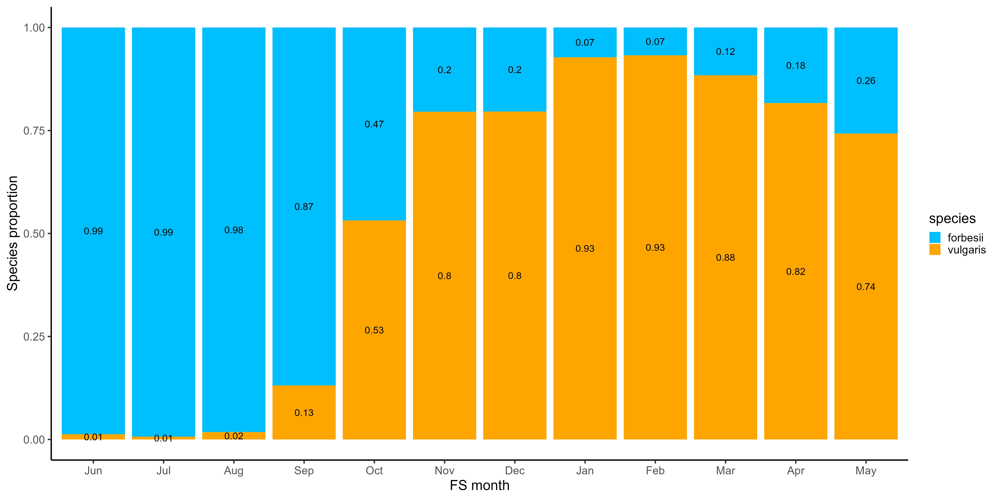 1.00
0.75
0.50
0.25
0.00
Species proportion
0.99 0.99 0.98 0.87 0.47 0.2 0.2 0.07 0.07 0.12 0.18 0.26
0.01 0.01 0.02 0.13 0.53 0.8 0.8 0.93 0.93 0.88 0.82 0.74
Jun Jul Aug Sep Oct Nov Dec Jan Feb Mar Apr May
FS month
species
forbesii
vulgaris